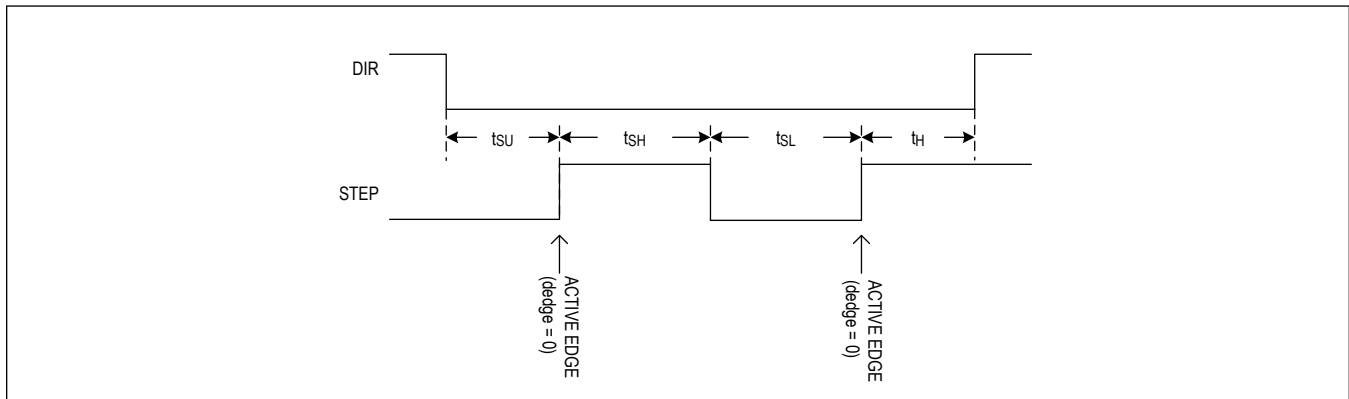 DIR
tSU
tSH
tSL
tH
STEP
ACTIVE EDGE
(dedge = 0)
ACTIVE EDGE
(dedge = 0)